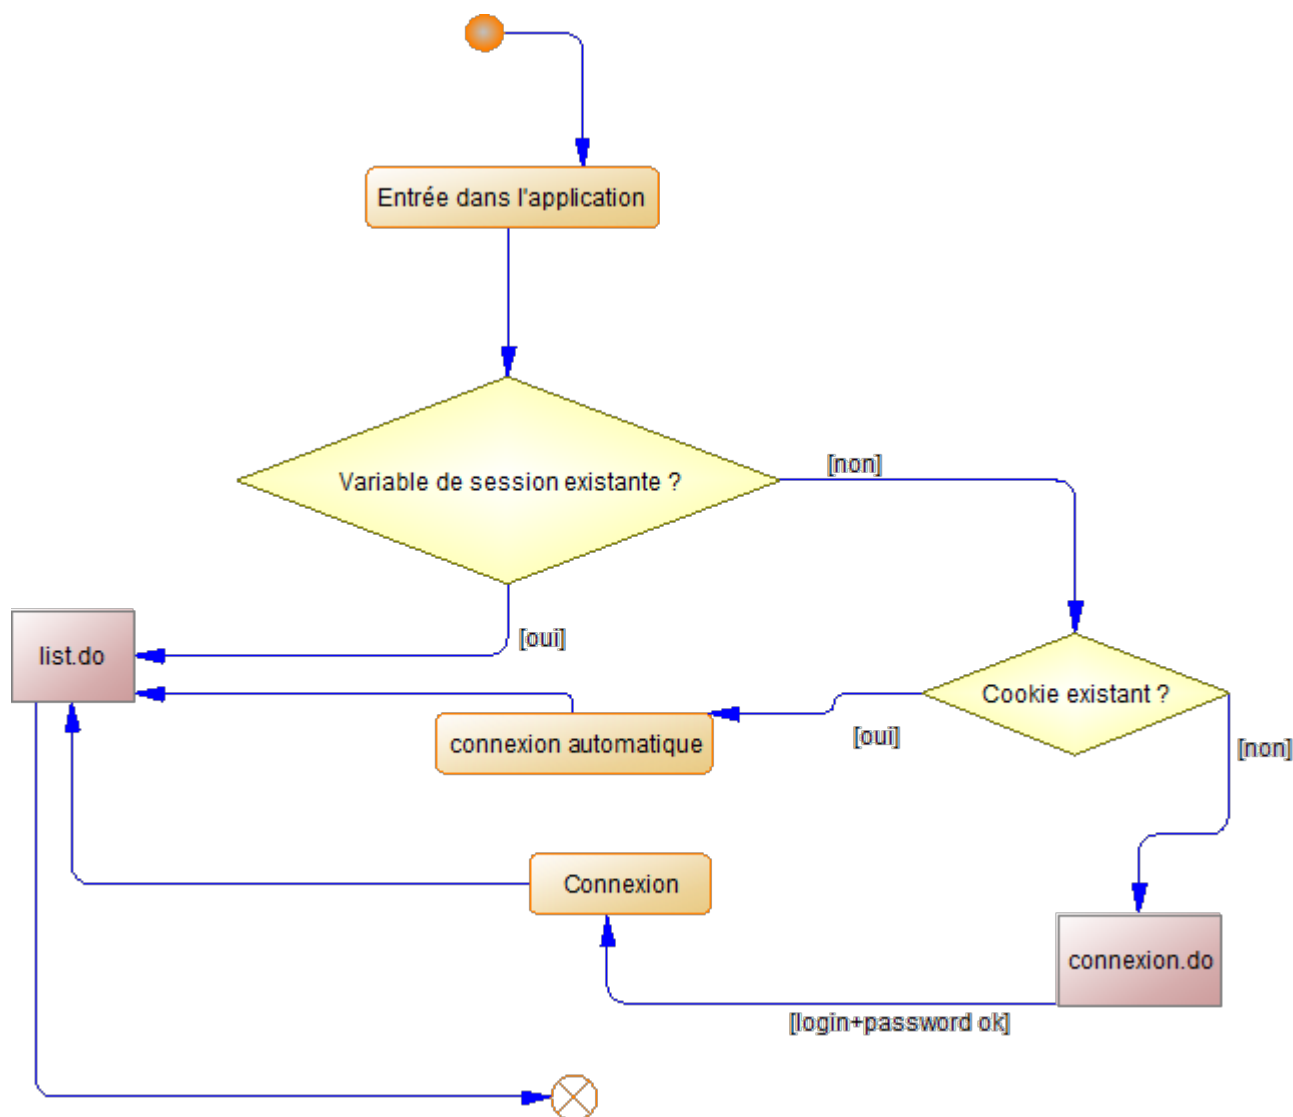 Entrée dans l'application
Variable de session existante ?
[non]
[oui]
list.do
Cookie existant ?
connexion automatique
[oui]
[non]
Connexion
connexion.do
[login+password ok]